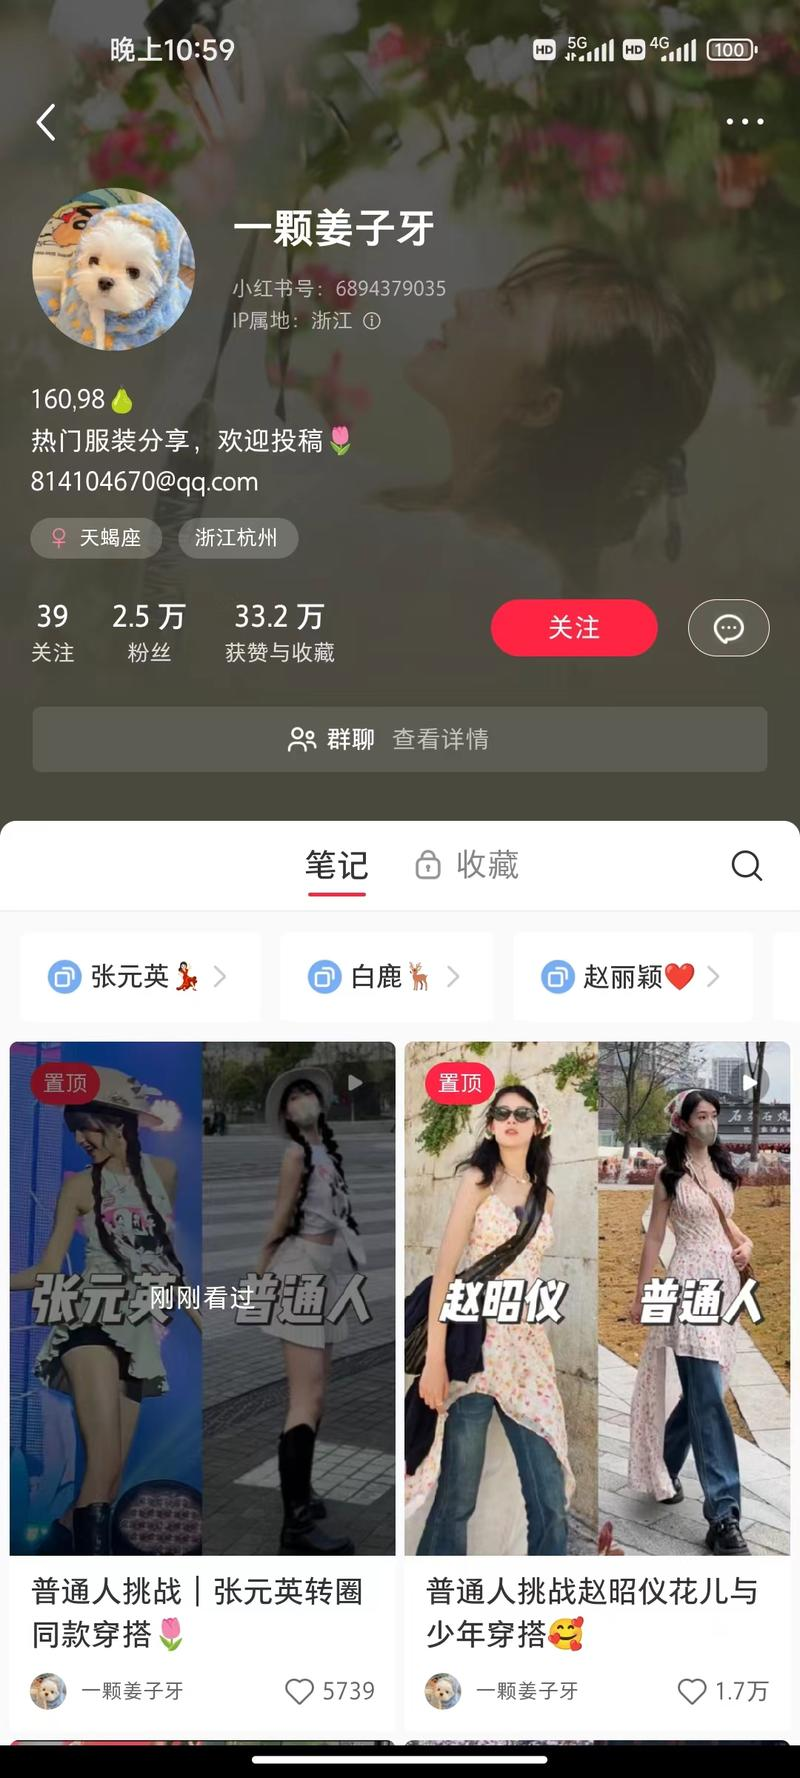 晚上10:59
HD 5G HD 4G 100
一颗姜子牙
小红书号：6894379035
IP属地：浙江
160,98🍐
热门服装分享，欢迎投稿🌷
814104670@qq.com
♀ 天蝎座 浙江杭州
39 2.5万 33.2万
关注 粉丝 获赞与收藏
关注
群聊 查看详情
笔记 收藏
张元英💃 白鹿🦌 赵丽颖❤️
置顶
张元英 普通人
刚刚看过
置顶
赵昭仪 普通人
普通人挑战｜张元英转圈
同款穿搭🌷
一颗姜子牙 5739
普通人挑战赵昭仪花儿与
少年穿搭🥰
一颗姜子牙 1.7万